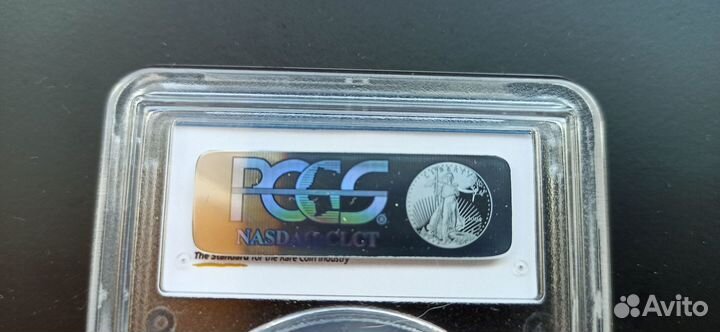 PCGS®
NASDAQ CLCT
LIBERTY
The Standard for the Rare Coin Industry
Avito